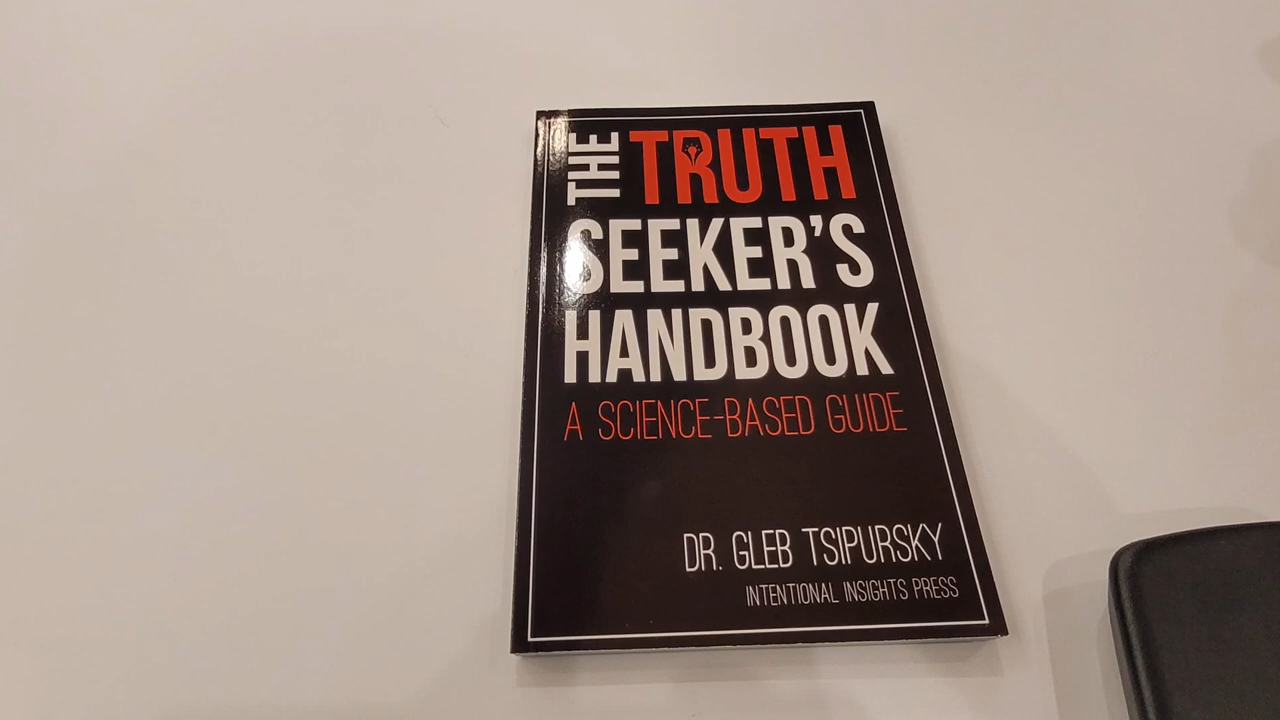 THE TRUTH
SEEKER'S
HANDBOOK
A SCIENCE-BASED GUIDE
DR. GLEB TSIPURSKY
INTENTIONAL INSIGHTS PRESS